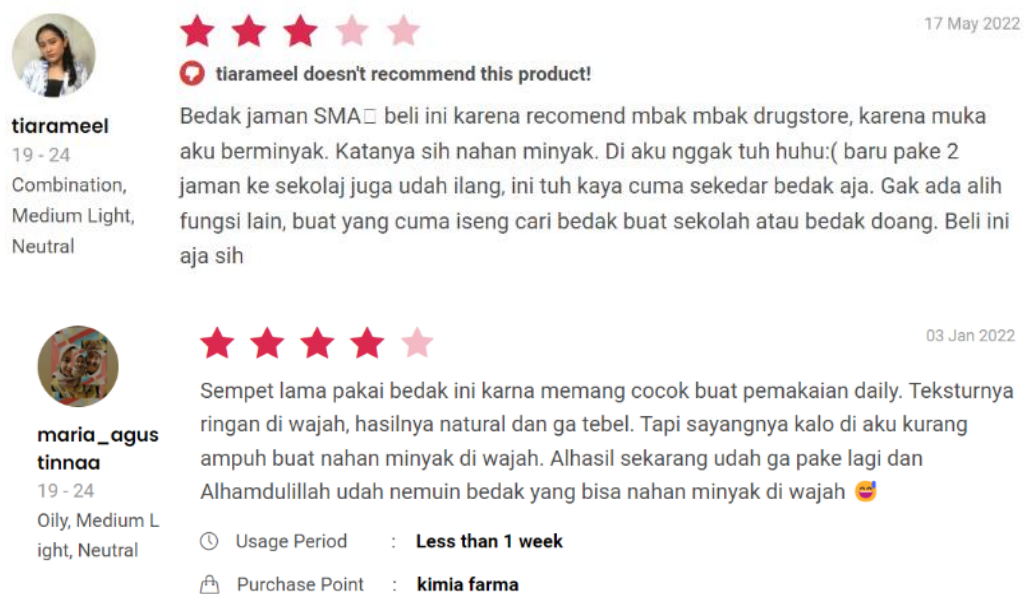 17 May 2022
tiarameel doesn't recommend this product!
tiarameel
19 - 24
Combination,
Medium Light,
Neutral
Bedak jaman SMA□ beli ini karena recomend mbak mbak drugstore, karena muka
aku berminyak. Katanya sih nahan minyak. Di aku nggak tuh huhu:( baru pake 2
jaman ke sekolaj juga udah ilang, ini tuh kaya cuma sekedar bedak aja. Gak ada alih
fungsi lain, buat yang cuma iseng cari bedak buat sekolah atau bedak doang. Beli ini
aja sih
03 Jan 2022
maria_agus
tinnaa
19 - 24
Oily, Medium L
ight, Neutral
Sempet lama pakai bedak ini karna memang cocok buat pemakaian daily. Teksturnya
ringan di wajah, hasilnya natural dan ga tebel. Tapi sayangnya kalo di aku kurang
ampuh buat nahan minyak di wajah. Alhasil sekarang udah ga pake lagi dan
Alhamdulillah udah nemuin bedak yang bisa nahan minyak di wajah 😅
Usage Period : Less than 1 week
Purchase Point : kimia farma